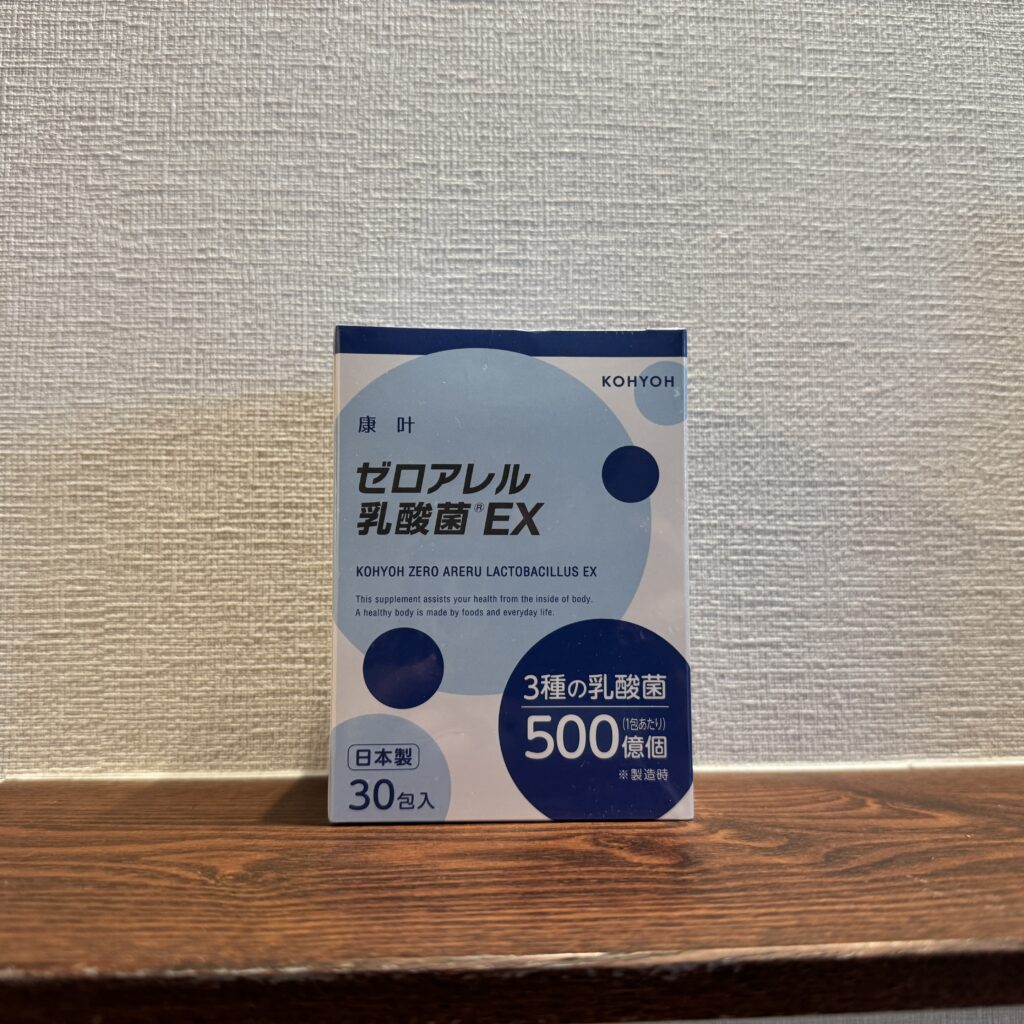 KOHYOH
康叶
ゼロアレル
乳酸菌®EX
KOHYOH ZERO ARERU LACTOBACILLUS EX
This supplement assists your health from the inside of body.
A healthy body is made by foods and everyday life.
3種の乳酸菌
(1包あたり)
500億個
※製造時
日本製
30包入